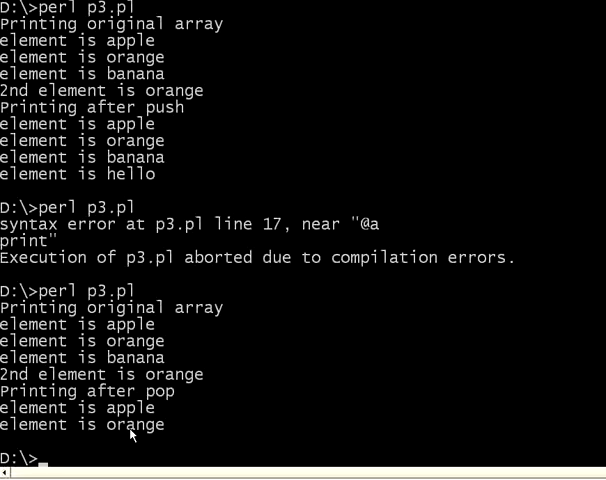 D:\>perl p3.pl
Printing original array
element is apple
element is orange
element is banana
2nd element is orange
Printing after push
element is apple
element is orange
element is banana
element is hello
D:\>perl p3.pl
syntax error at p3.pl line 17, near "@a
print"
Execution of p3.pl aborted due to compilation errors.
D:\>perl p3.pl
Printing original array
element is apple
element is orange
element is banana
2nd element is orange
Printing after pop
element is apple
element is orange
D:\>_